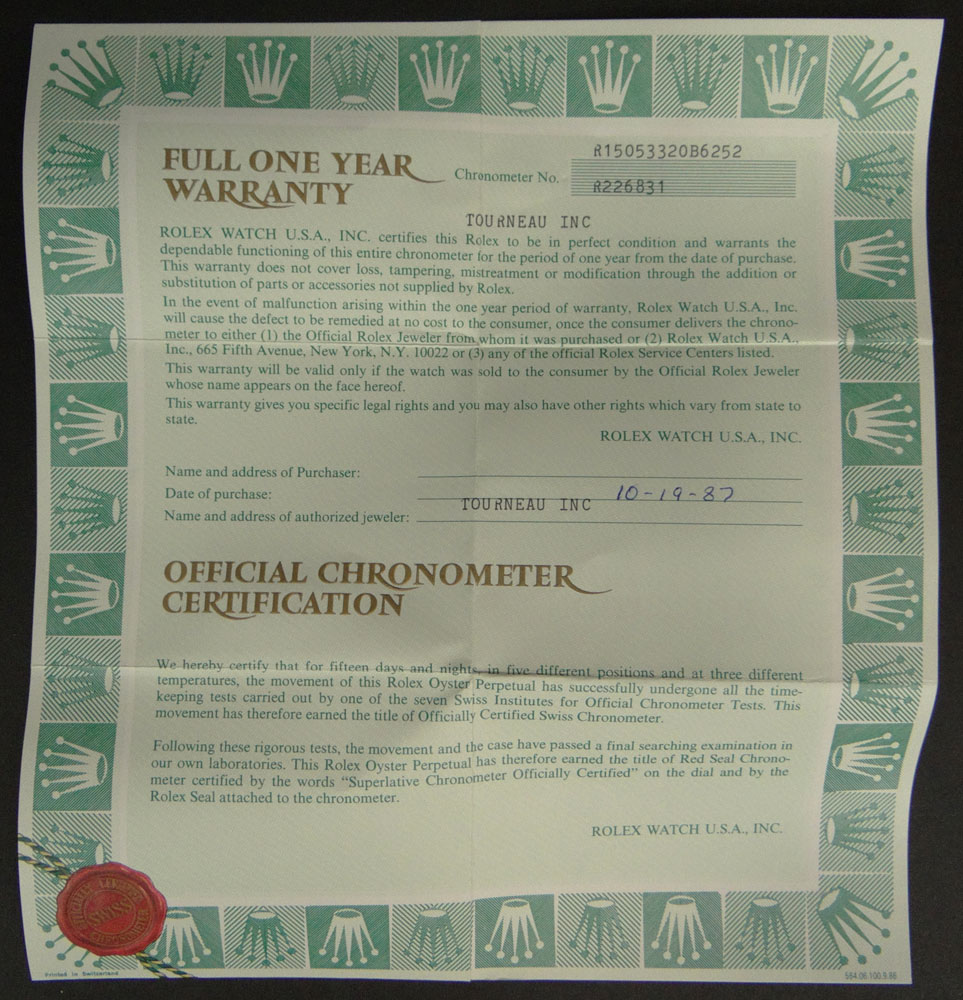 FULL ONE YEAR
WARRANTY
Chronometer No.
R15053320B6252
R226831
TOURNEAU INC
ROLEX WATCH U.S.A., INC. certifies this Rolex to be in perfect condition and warrants the
dependable functioning of this entire chronometer for the period of one year from the date of purchase.
This warranty does not cover loss, tampering, mistreatment or modification through the addition or
substitution of parts or accessories not supplied by Rolex.
In the event of malfunction arising within the one year period of warranty, Rolex Watch U.S.A., Inc.
will cause the defect to be remedied at no cost to the consumer, once the consumer delivers the chrono-
meter to either (1) the Official Rolex Jeweler from whom it was purchased or (2) Rolex Watch U.S.A.,
Inc., 665 Fifth Avenue, New York, N.Y. 10022 or (3) any of the official Rolex Service Centers listed.
This warranty will be valid only if the watch was sold to the consumer by the Official Rolex Jeweler
whose name appears on the face hereof.
This warranty gives you specific legal rights and you may also have other rights which vary from state to
state.
ROLEX WATCH U.S.A., INC.
Name and address of Purchaser:
Date of purchase: 10-19-87
TOURNEAU INC
Name and address of authorized jeweler:
OFFICIAL CHRONOMETER
CERTIFICATION
We hereby certify that for fifteen days and nights, in five different positions and at three different
temperatures, the movement of this Rolex Oyster Perpetual has successfully undergone all the time-
keeping tests carried out by one of the seven Swiss Institutes for Official Chronometer Tests. This
movement has therefore earned the title of Officially Certified Swiss Chronometer.
Following these rigorous tests, the movement and the case have passed a final searching examination in
our own laboratories. This Rolex Oyster Perpetual has therefore earned the title of Red Seal Chrono-
meter certified by the words “Superlative Chronometer Officially Certified” on the dial and by the
Rolex Seal attached to the chronometer.
ROLEX WATCH U.S.A., INC.
SWISS
Printed in Switzerland
564.06.100.9.86